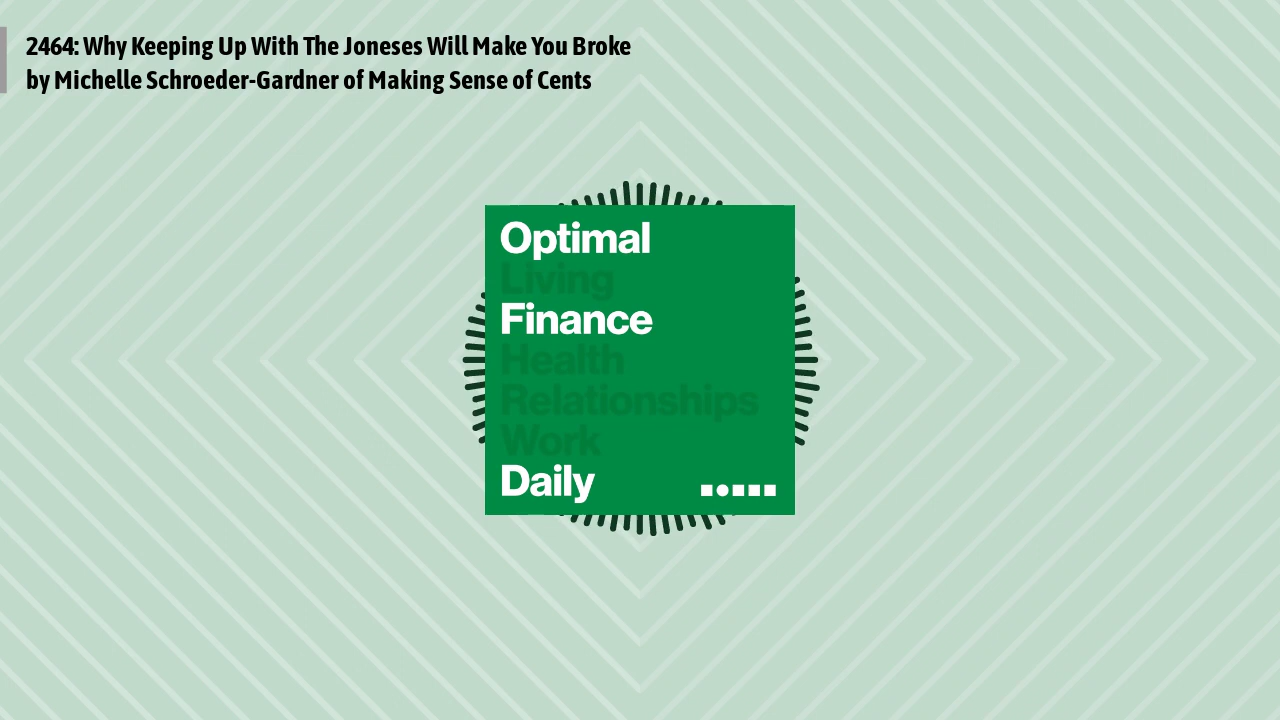 2464: Why Keeping Up With The Joneses Will Make You Broke
by Michelle Schroeder-Gardner of Making Sense of Cents
Optimal
Living
Finance
Health
Relationships
Work
Daily